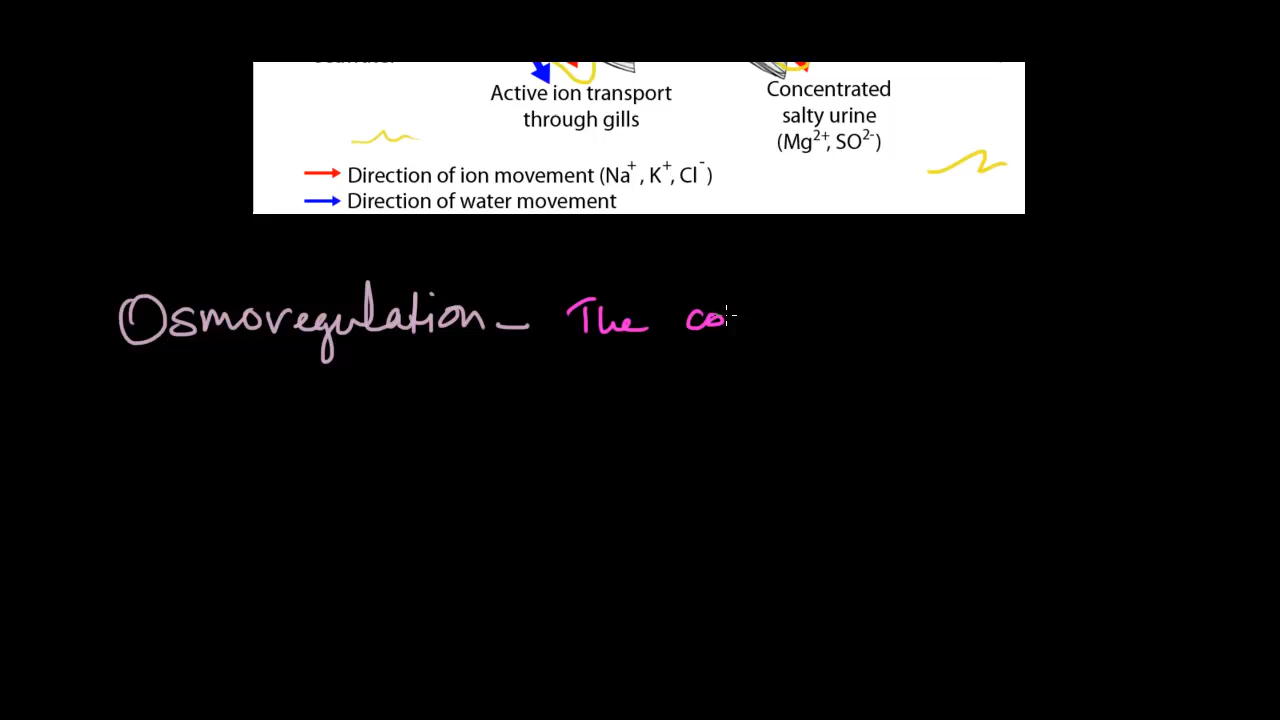 Active ion transport
through gills
Concentrated
salty urine
(Mg2+, SO2-)
Direction of ion movement (Na+, K+, Cl-)
Direction of water movement
Osmoregulation - The co